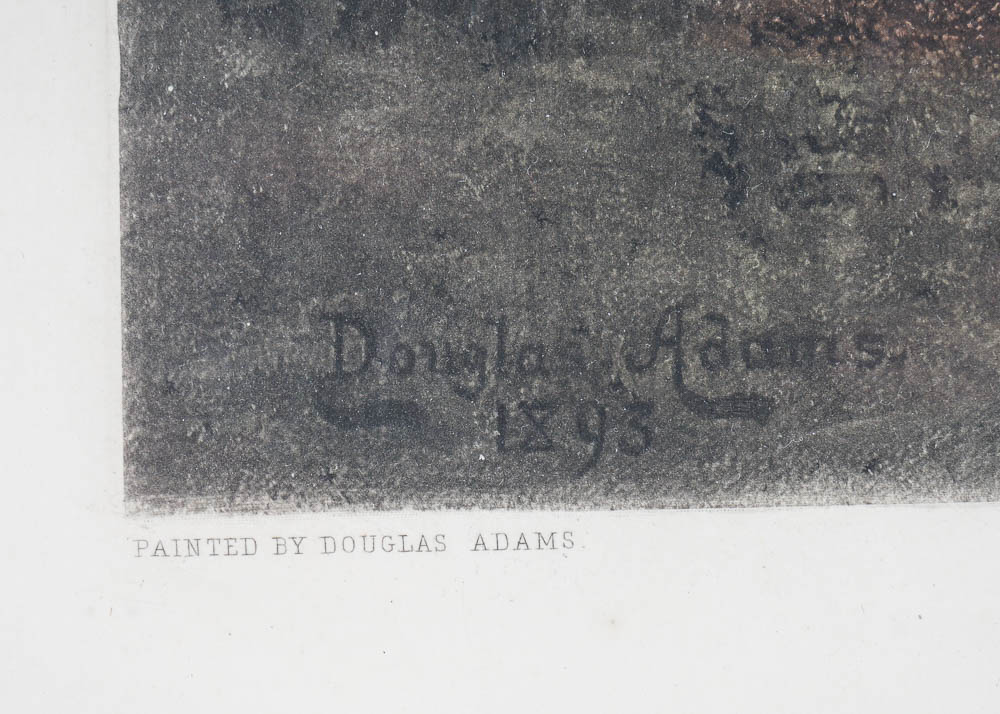 Douglas Adams.
1893
PAINTED BY DOUGLAS ADAMS.